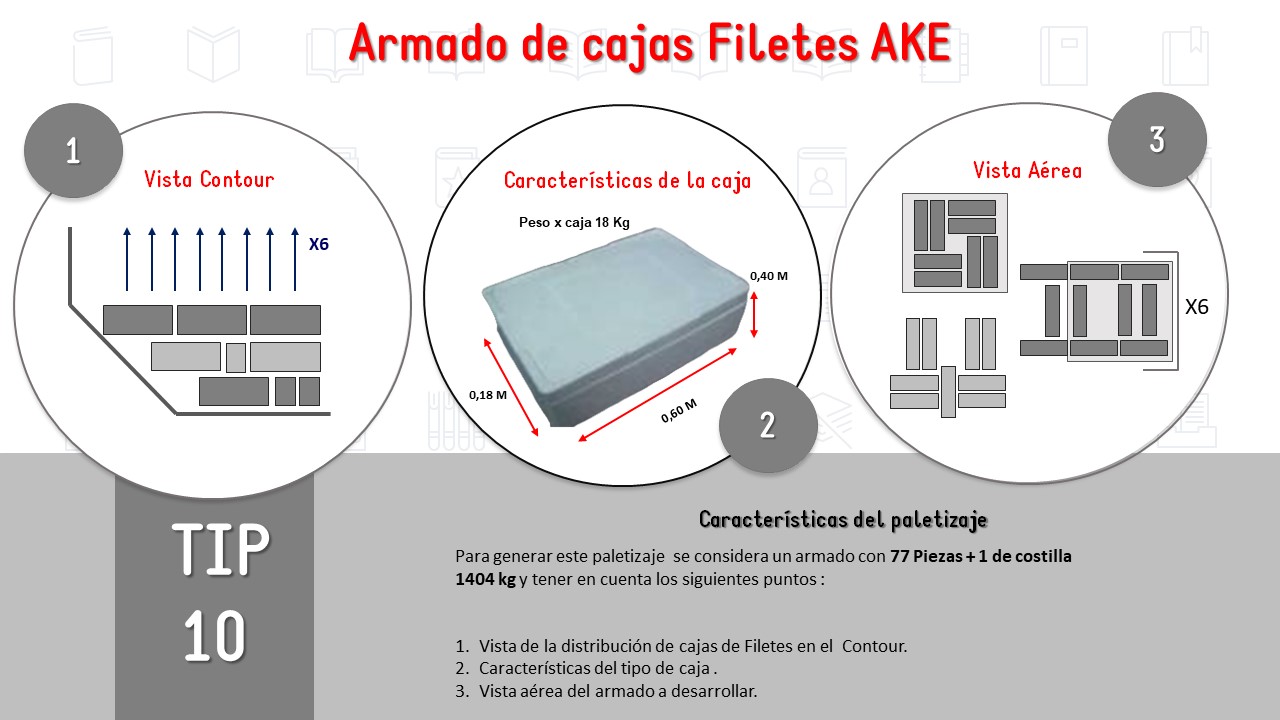 Armado de cajas Filetes AKE
1
Vista Contour
X6
Características de la caja
Peso x caja 18 Kg
0,40 M
0,18 M
0,60 M
2
3
Vista Aérea
X6
TIP
10
Características del paletizaje
Para generar este paletizaje se considera un armado con 77 Piezas + 1 de costilla
1404 kg y tener en cuenta los siguientes puntos :
1. Vista de la distribución de cajas de Filetes en el Contour.
2. Características del tipo de caja .
3. Vista aérea del armado a desarrollar.